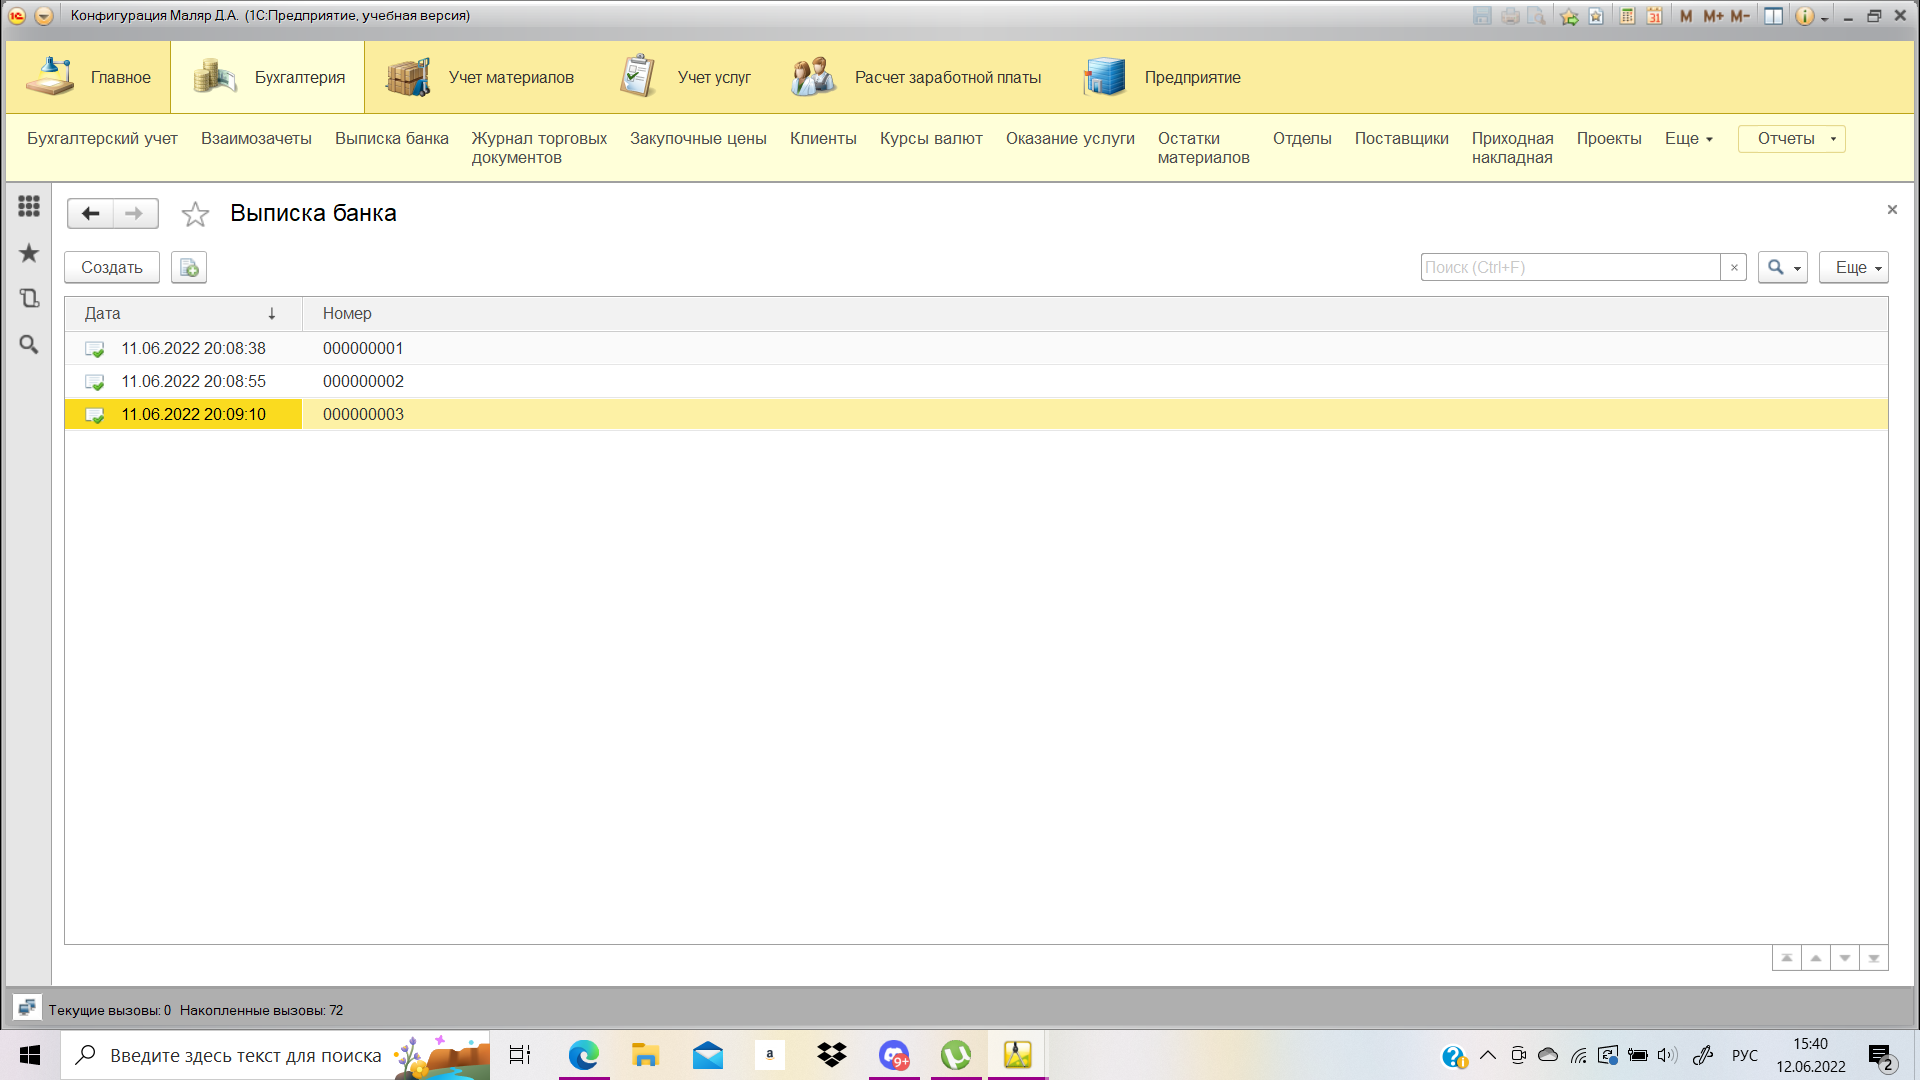 Конфигурация Маляр Д.А. (1С:Предприятие, учебная версия)
M M+ M-
Главное
Бухгалтерия
Учет материалов
Учет услуг
Расчет заработной платы
Предприятие
Бухгалтерский учет
Взаимозачеты
Выписка банка
Журнал торговых документов
Закупочные цены
Клиенты
Курсы валют
Оказание услуги
Остатки материалов
Отделы
Поставщики
Приходная накладная
Проекты
Еще
Отчеты
Выписка банка
Создать
Поиск (Ctrl+F)
Еще
Дата
Номер
11.06.2022 20:08:38 000000001
11.06.2022 20:08:55 000000002
11.06.2022 20:09:10 000000003
Текущие вызовы: 0 Накопленные вызовы: 72
Введите здесь текст для поиска
a
9+
РУС
15:40
12.06.2022
2